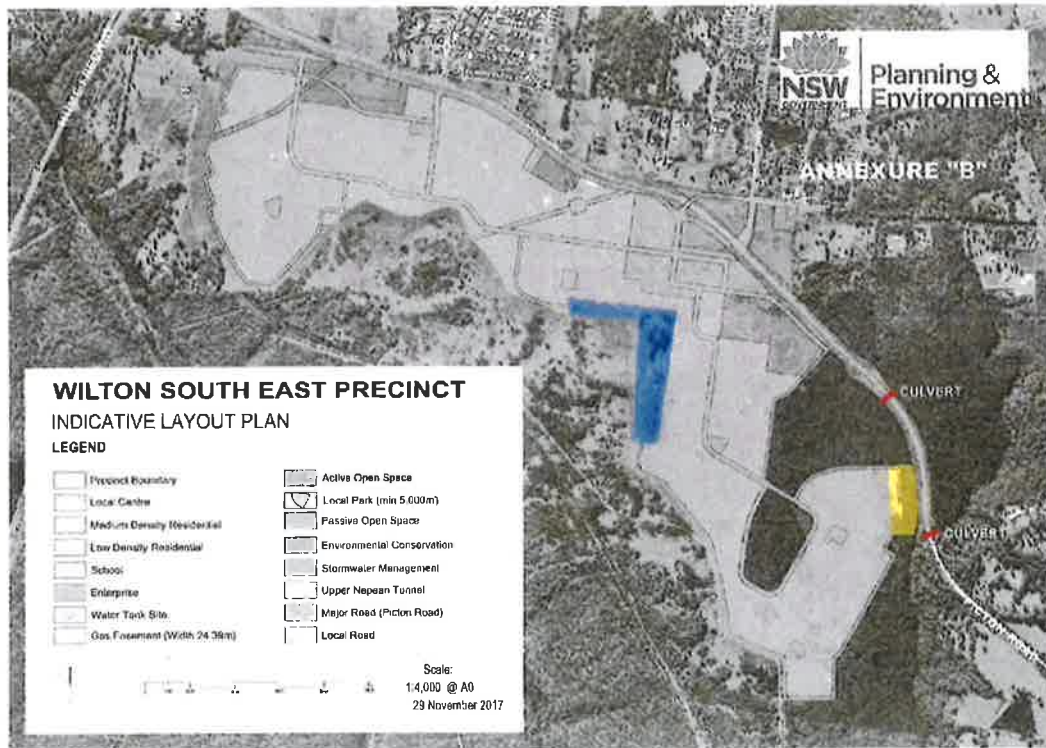 NSW
GOVERNMENT
Planning &
Environment
ANNEXURE "B"
CULVERT
CULVERT
WILTON SOUTH EAST PRECINCT
INDICATIVE LAYOUT PLAN
LEGEND
Precinct Boundary
Local Centre
Medium Density Residential
Low Density Residential
School
Enterprise
Water Tank Site
Gas Easement (Width 24.38m)
Active Open Space
Local Park (min 5,000m)
Passive Open Space
Environmental Conservation
Stormwater Management
Upper Nepean Tunnel
Major Road (Picton Road)
Local Road
Scale:
1:4,000 @ A0
29 November 2017